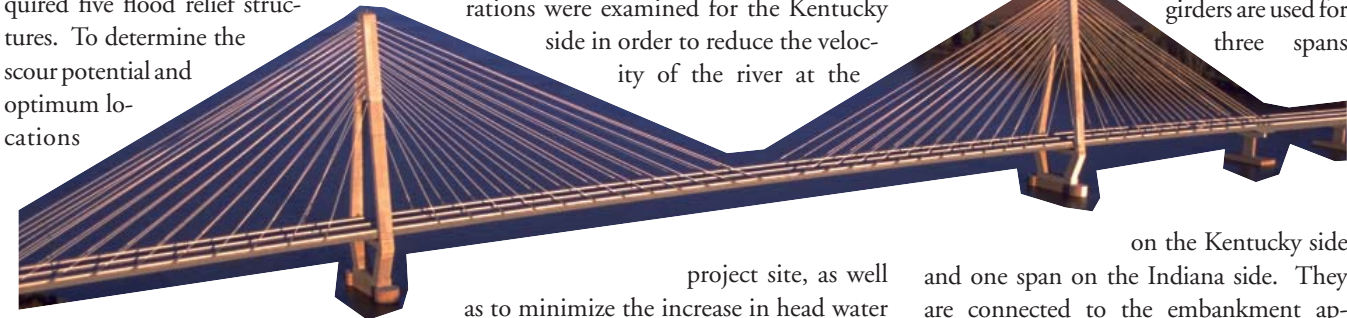 quired five flood relief struc-
tures. To determine the
scour potential and
optimum lo-
cations
rations were examined for the Kentucky
side in order to reduce the veloc-
ity of the river at the
project site, as well
as to minimize the increase in head water
girders are used for
three spans
on the Kentucky side
and one span on the Indiana side. They
are connected to the embankment ap-